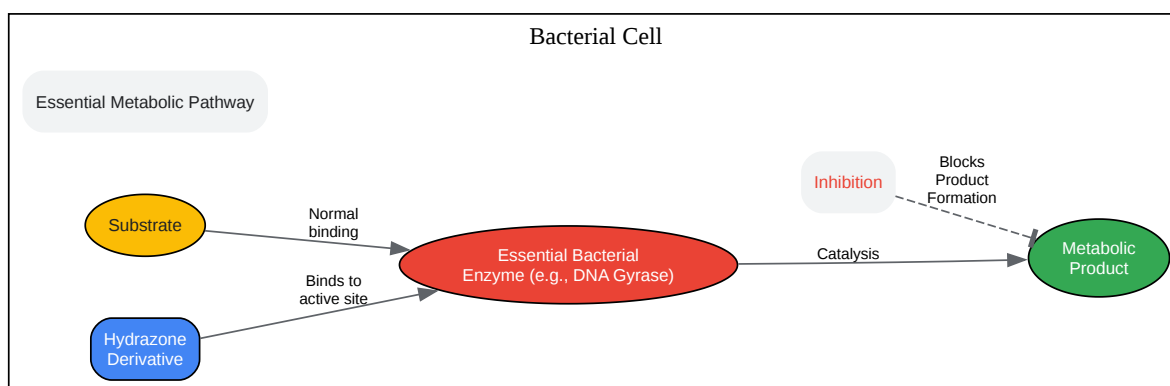 Bacterial Cell
Essential Metabolic Pathway
Inhibition
Blocks
Product
Formation
Substrate
Normal
binding
Essential Bacterial
Enzyme (e.g., DNA Gyrase)
Catalysis
Metabolic
Product
Binds to
active site
Hydrazone
Derivative